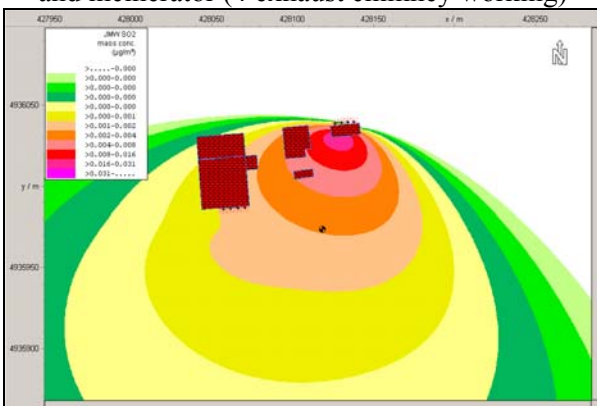 and incinerator (4 exhaust chimney working)
427950 428000 428050 428100 428150 x / m 428250
JMW SO2
mass conc.
(µg/m³)
>.....-0.000
>0.000-0.000
>0.000-0.000
>0.000-0.000
>0.000-0.000
>0.000-0.001
>0.001-0.002
>0.002-0.004
>0.004-0.008
>0.008-0.016
>0.016-0.031
>0.031-.....
N
4936050
y / m
4935950
4935900